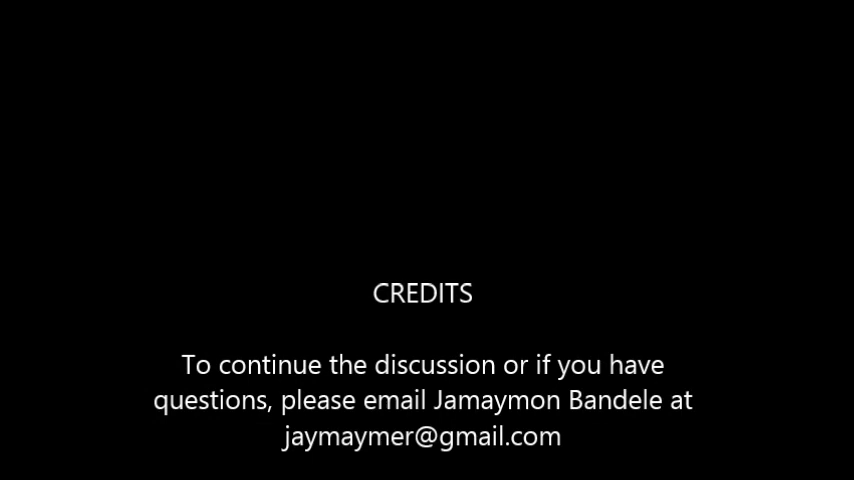 CREDITS
To continue the discussion or if you have
questions, please email Jamaymon Bandele at
jaymaymer@gmail.com